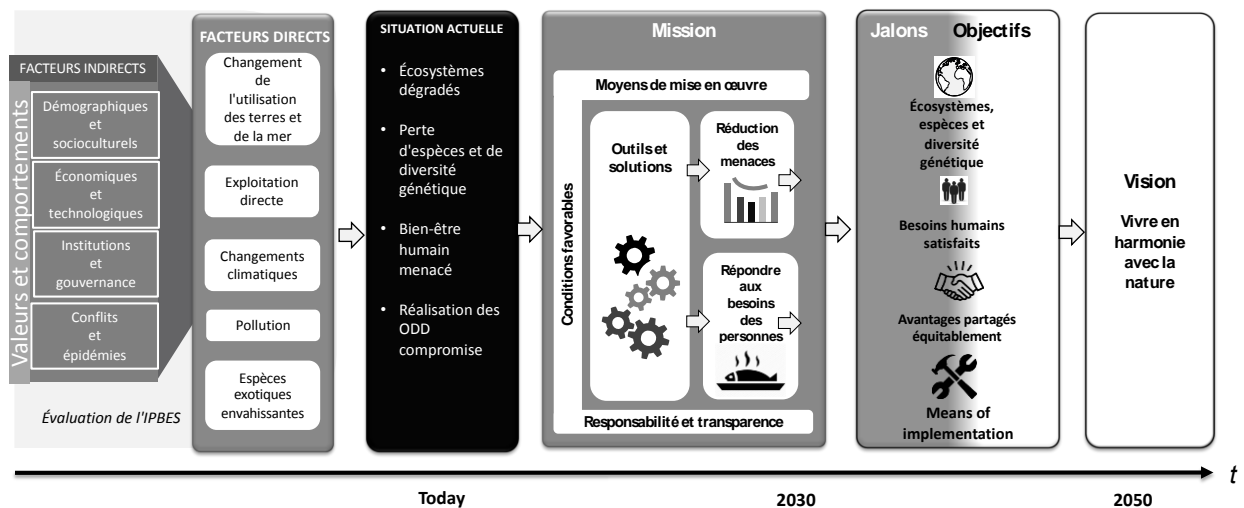 FACTEURS INDIRECTS
Valeurs et comportements
Démographiques
et
socioculturels
Économiques
et
technologiques
Institutions
et
gouvernance
Conflits
et
épidémies
Évaluation de l'IPBES
FACTEURS DIRECTS
Changement
de
l'utilisation
des terres et
de la mer
Exploitation
directe
Changements
climatiques
Pollution
Espèces
exotiques
envahissantes
SITUATION ACTUELLE
• Écosystèmes
dégradés
• Perte
d'espèces et de
diversité
génétique
• Bien-être
humain
menacé
• Réalisation des
ODD
compromise
Mission
Moyens de mise en œuvre
Conditions favorables
Outils et
solutions
Réduction
des
menaces
Répondre
aux
besoins
des
personnes
Responsabilité et transparence
Jalons Objectifs
Écosystèmes,
espèces et
diversité
génétique
Besoins humains
satisfaits
Avantages partagés
équitablement
Means of
implementation
Vision
Vivre en
harmonie
avec la
nature
t
Today
2030
2050